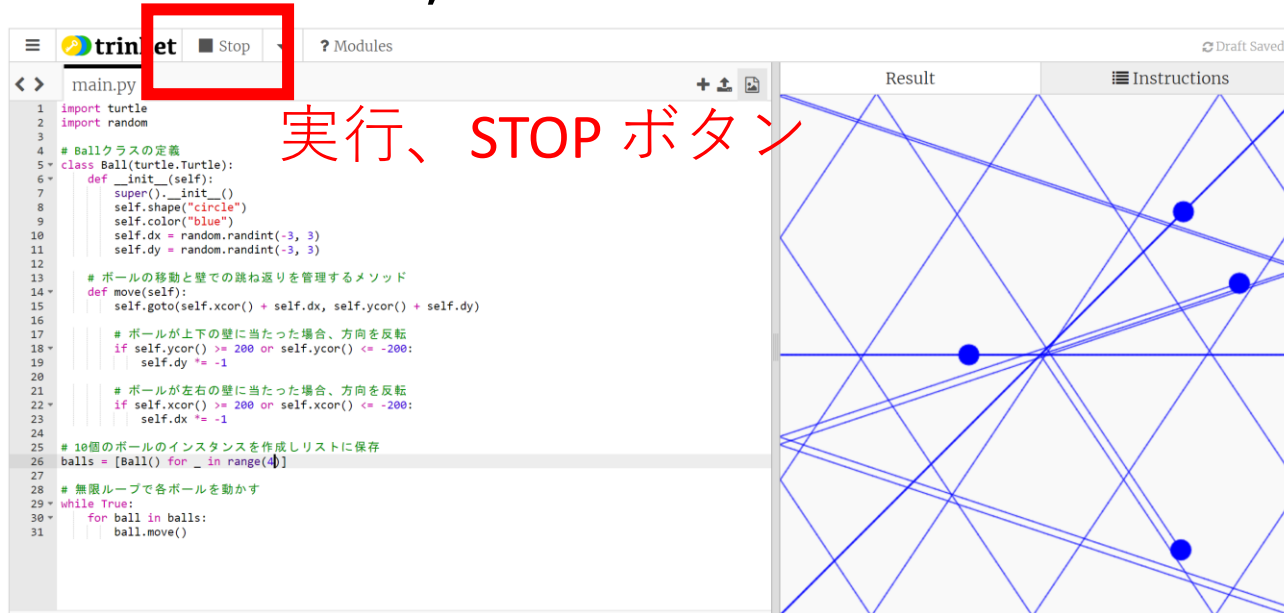 trinket Stop ? Modules Draft Saved
main.py Result Instructions
実行、STOP ボタン
1 import turtle
2 import random
3
4 # Ballクラスの定義
5 class Ball(turtle.Turtle):
6 def __init__(self):
7 super().__init__()
8 self.shape("circle")
9 self.color("blue")
10 self.dx = random.randint(-3, 3)
11 self.dy = random.randint(-3, 3)
12
13 # ボールの移動と壁での跳ね返りを管理するメソッド
14 def move(self):
15 self.goto(self.xcor() + self.dx, self.ycor() + self.dy)
16
17 # ボールが上下の壁に当たった場合、方向を反転
18 if self.ycor() >= 200 or self.ycor() <= -200:
19 self.dy *= -1
20
21 # ボールが左右の壁に当たった場合、方向を反転
22 if self.xcor() >= 200 or self.xcor() <= -200:
23 self.dx *= -1
24
25 # 10個のボールのインスタンスを作成しリストに保存
26 balls = [Ball() for _ in range(4)]
27
28 # 無限ループで各ボールを動かす
29 while True:
30 for ball in balls:
31 ball.move()